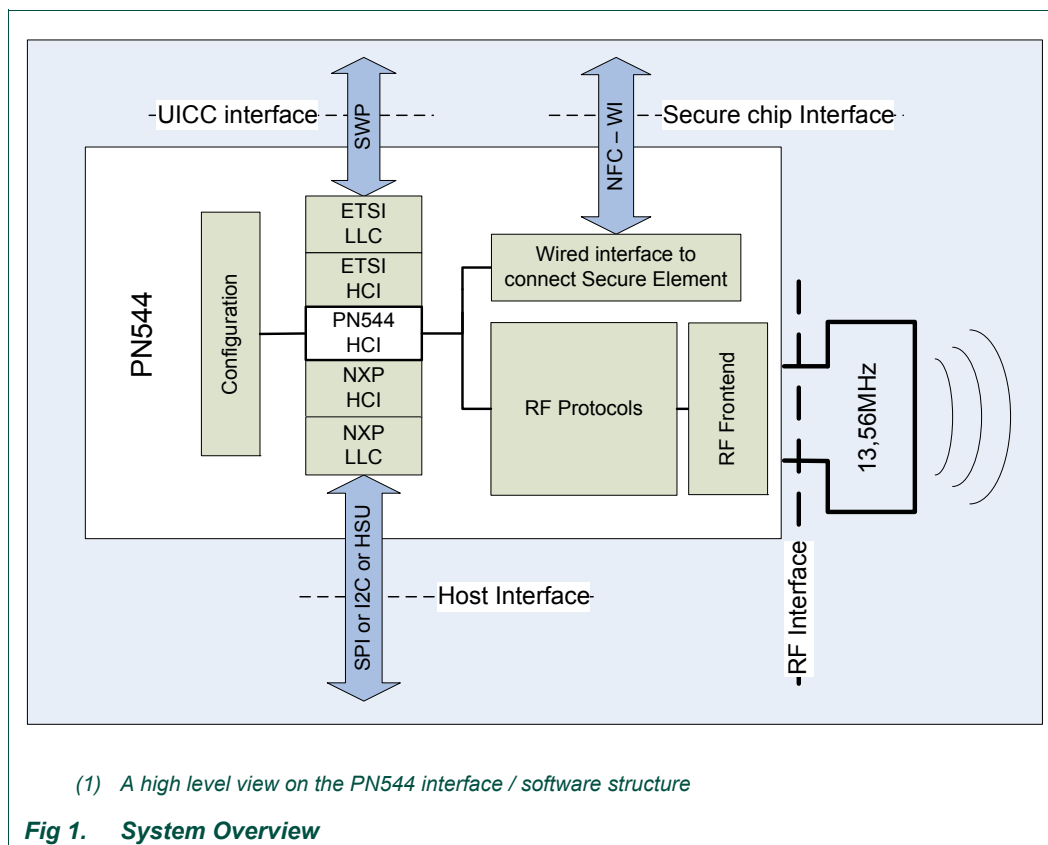 UICC interface
SWP
NFC – WI
Secure chip Interface
PN544
Configuration
ETSI
LLC
ETSI
HCI
PN544
HCI
NXP
HCI
NXP
LLC
Wired interface to
connect Secure Element
RF Protocols
RF Frontend
13,56MHz
RF Interface
SPI or I2C or HSU
Host Interface
(1) A high level view on the PN544 interface / software structure
Fig 1. System Overview